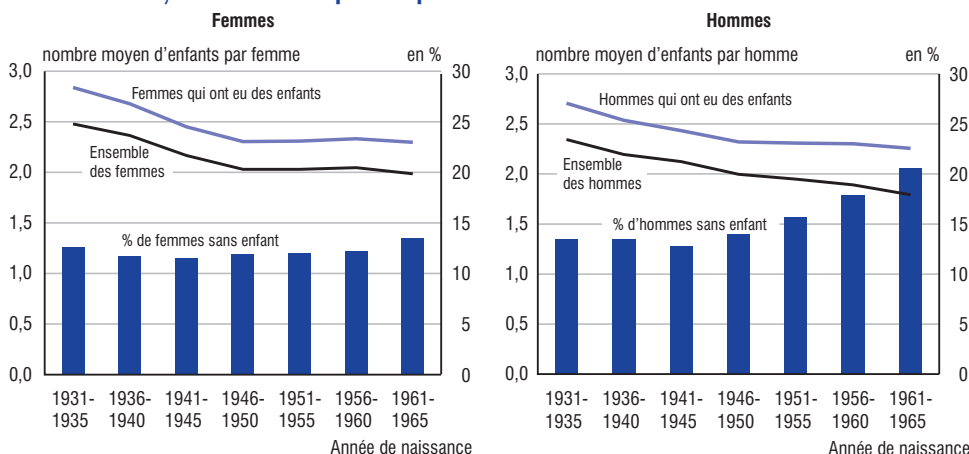 Femmes
nombre moyen d'enfants par femme en %
3,0 30
Femmes qui ont eu des enfants
2,5 25
Ensemble
des femmes
2,0 20
1,5 15
% de femmes sans enfant
1,0 10
0,5 5
0,0 0
1931- 1936- 1941- 1946- 1951- 1956- 1961-
1935 1940 1945 1950 1955 1960 1965
Année de naissance
Hommes
nombre moyen d'enfants par homme en %
3,0 30
Hommes qui ont eu des enfants
2,5 25
Ensemble
des hommes
2,0 20
1,5 15
% d'hommes sans enfant
1,0 10
0,5 5
0,0 0
1931- 1936- 1941- 1946- 1951- 1956- 1961-
1935 1940 1945 1950 1955 1960 1965
Année de naissance